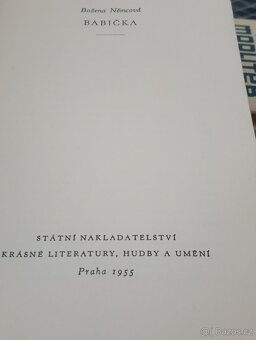 Božena Němcová
BABIČKA
STÁTNÍ NAKLADATELSTVÍ
KRÁSNÉ LITERATURY, HUDBY A UMĚNÍ
Praha 1955